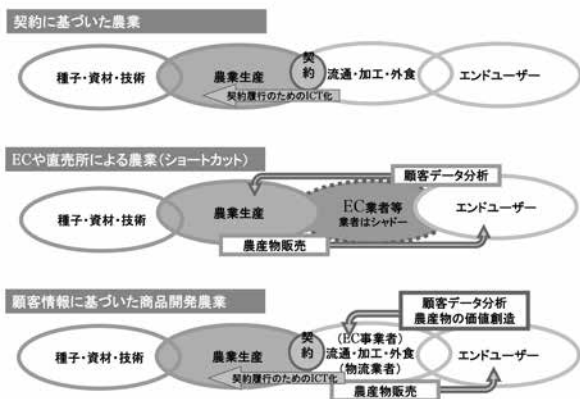 契約に基づいた農業
種子・資材・技術
農業生産
契約
流通・加工・外食
エンドユーザー
契約履行のためのICT化
ECや直売所による農業(ショートカット)
顧客データ分析
種子・資材・技術
農業生産
EC業者等
業者はシャドー
エンドユーザー
農産物販売
顧客情報に基づいた商品開発農業
顧客データ分析
農産物の価値創造
種子・資材・技術
農業生産
契約
(EC事業者)
流通・加工・外食
(物流業者)
エンドユーザー
契約履行のためのICT化
農産物販売